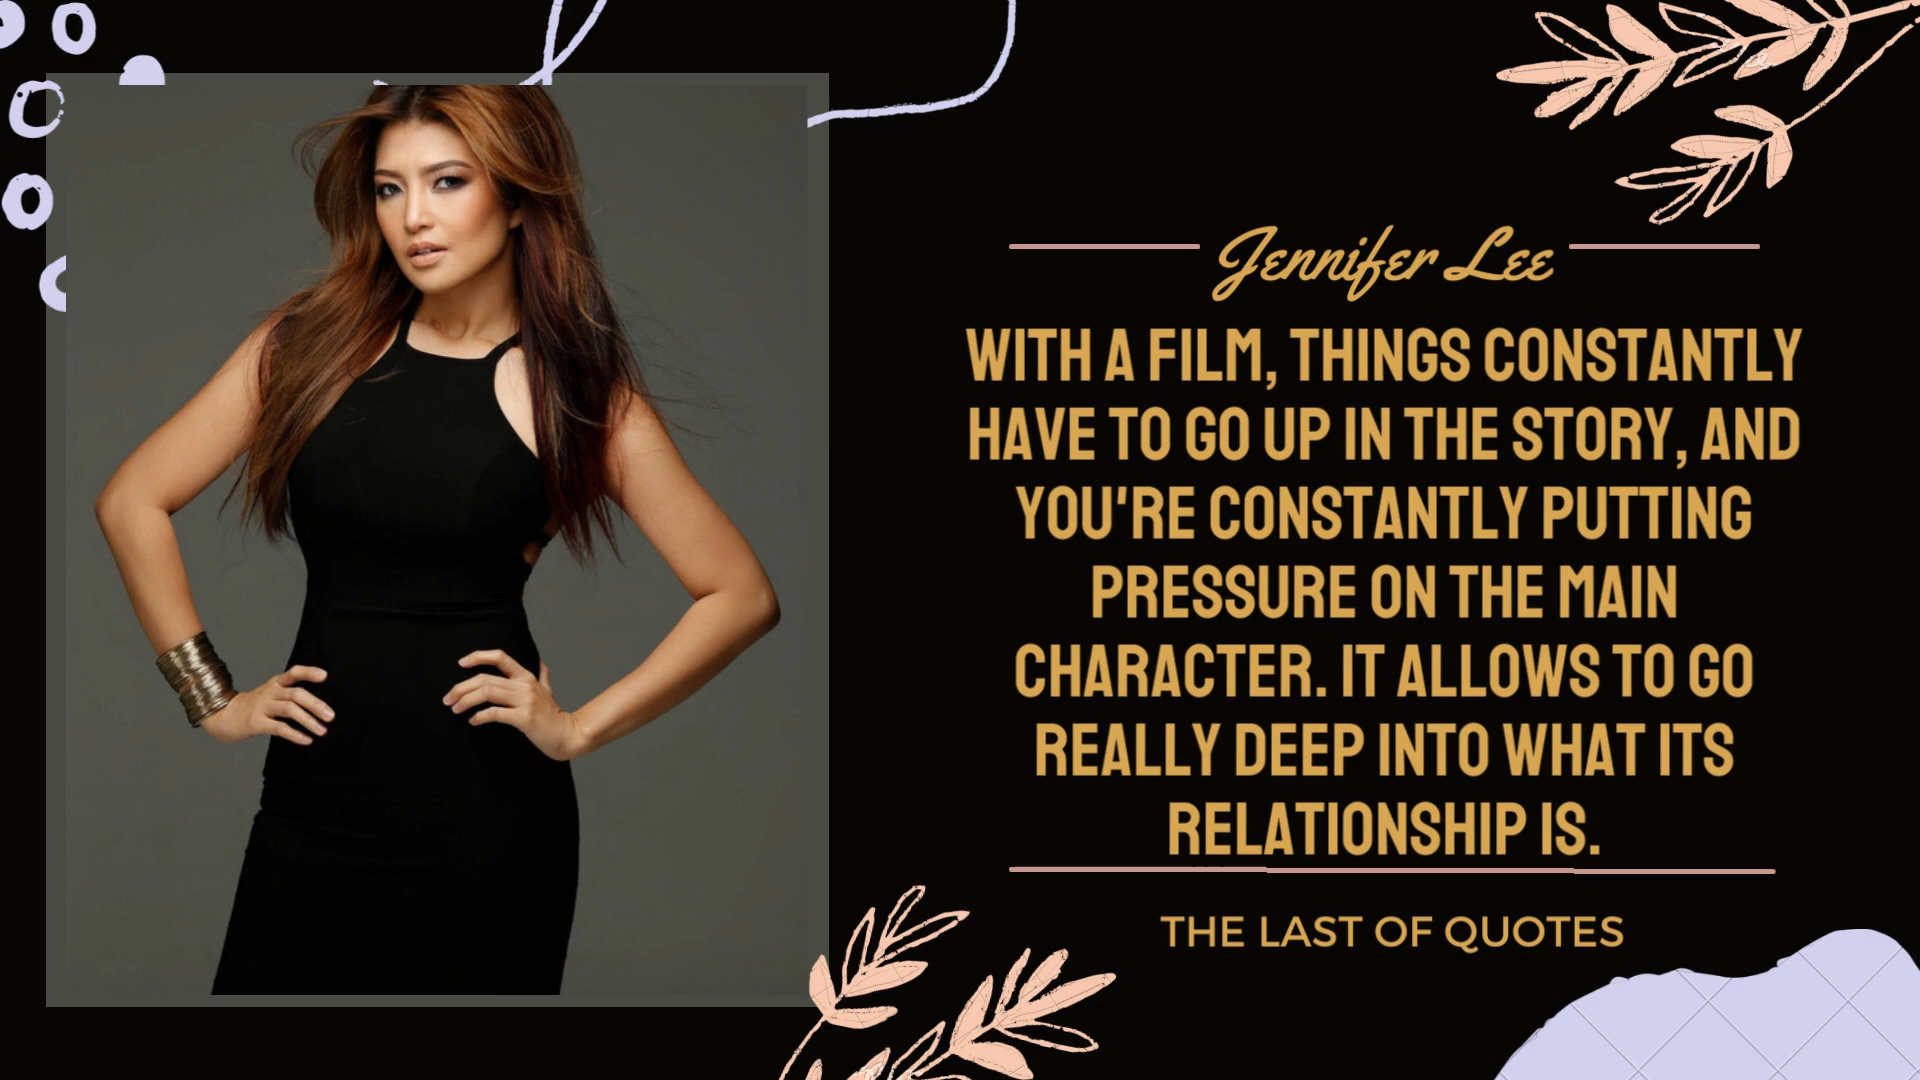 Jennifer Lee
WITH A FILM, THINGS CONSTANTLY
HAVE TO GO UP IN THE STORY, AND
YOU'RE CONSTANTLY PUTTING
PRESSURE ON THE MAIN
CHARACTER. IT ALLOWS TO GO
REALLY DEEP INTO WHAT ITS
RELATIONSHIP IS.
THE LAST OF QUOTES